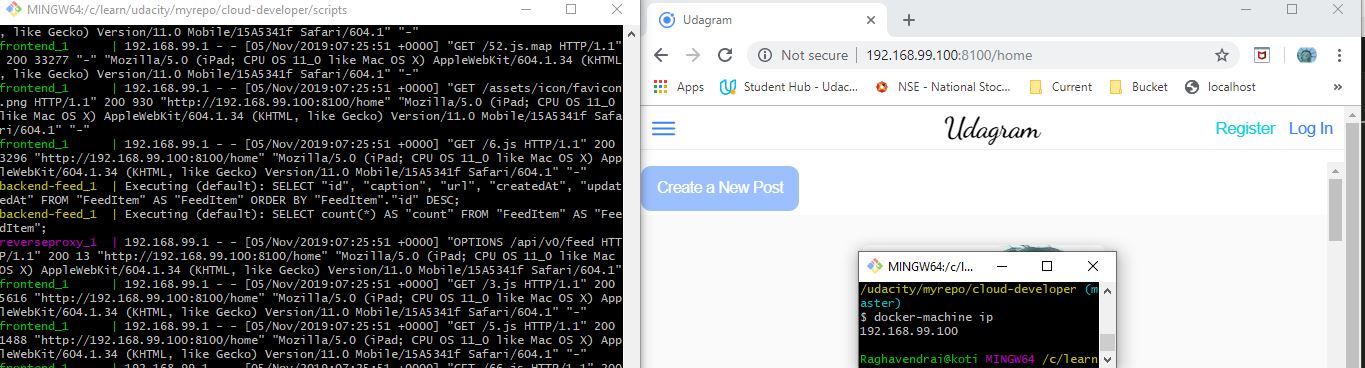 MINGW64:/c/learn/udacity/myrepo/cloud-developer/scripts
, like Gecko) Version/11.0 Mobile/15A5341f Safari/604.1" "-"
frontend_1 | 192.168.99.1 - - [05/Nov/2019:07:25:51 +0000] "GET /52.js.map HTTP/1.1"
200 33277 "-" "Mozilla/5.0 (iPad; CPU OS 11_0 like Mac OS X) AppleWebKit/604.1.34 (KHTML
, like Gecko) Version/11.0 Mobile/15A5341f Safari/604.1" "-"
frontend_1 | 192.168.99.1 - - [05/Nov/2019:07:25:51 +0000] "GET /assets/icon/favicon
.png HTTP/1.1" 200 930 "http://192.168.99.100:8100/home" "Mozilla/5.0 (iPad; CPU OS 11_0
like Mac OS X) AppleWebKit/604.1.34 (KHTML, like Gecko) Version/11.0 Mobile/15A5341f Safa
ri/604.1" "-"
frontend_1 | 192.168.99.1 - - [05/Nov/2019:07:25:51 +0000] "GET /6.js HTTP/1.1" 200
3296 "http://192.168.99.100:8100/home" "Mozilla/5.0 (iPad; CPU OS 11_0 like Mac OS X) App
leWebKit/604.1.34 (KHTML, like Gecko) Version/11.0 Mobile/15A5341f Safari/604.1" "-"
backend-feed_1 | Executing (default): SELECT "id", "caption", "url", "createdAt", "updat
edAt" FROM "FeedItem" AS "FeedItem" ORDER BY "FeedItem"."id" DESC;
backend-feed_1 | Executing (default): SELECT count(*) AS "count" FROM "FeedItem" AS "Fee
dItem";
reverseproxy_1 | 192.168.99.1 - - [05/Nov/2019:07:25:51 +0000] "OPTIONS /api/v0/feed HTT
P/1.1" 200 13 "http://192.168.99.100:8100/home" "Mozilla/5.0 (iPad; CPU OS 11_0 like Mac
OS X) AppleWebKit/604.1.34 (KHTML, like Gecko) Version/11.0 Mobile/15A5341f Safari/604.1"
frontend_1 | 192.168.99.1 - - [05/Nov/2019:07:25:51 +0000] "GET /3.js HTTP/1.1" 200
5616 "http://192.168.99.100:8100/home" "Mozilla/5.0 (iPad; CPU OS 11_0 like Mac OS X) App
leWebKit/604.1.34 (KHTML, like Gecko) Version/11.0 Mobile/15A5341f Safari/604.1" "-"
frontend_1 | 192.168.99.1 - - [05/Nov/2019:07:25:51 +0000] "GET /5.js HTTP/1.1" 200
1488 "http://192.168.99.100:8100/home" "Mozilla/5.0 (iPad; CPU OS 11_0 like Mac OS X) App
leWebKit/604.1.34 (KHTML, like Gecko) Version/11.0 Mobile/15A5341f Safari/604.1" "-"
frontend_1 | 192.168.99.1 - - [05/Nov/2019:07:25:51 +0000] "GET /66.js HTTP/1.1" 200
Udagram
Not secure 192.168.99.100:8100/home
Apps Student Hub - Udac... NSE - National Stoc... Current Bucket localhost
Udagram Register Log In
Create a New Post
MINGW64:/c/l...
/udacity/myrepo/cloud-developer (m
aster)
$ docker-machine ip
192.168.99.100
Raghavendrai@koti MINGW64 /c/learn